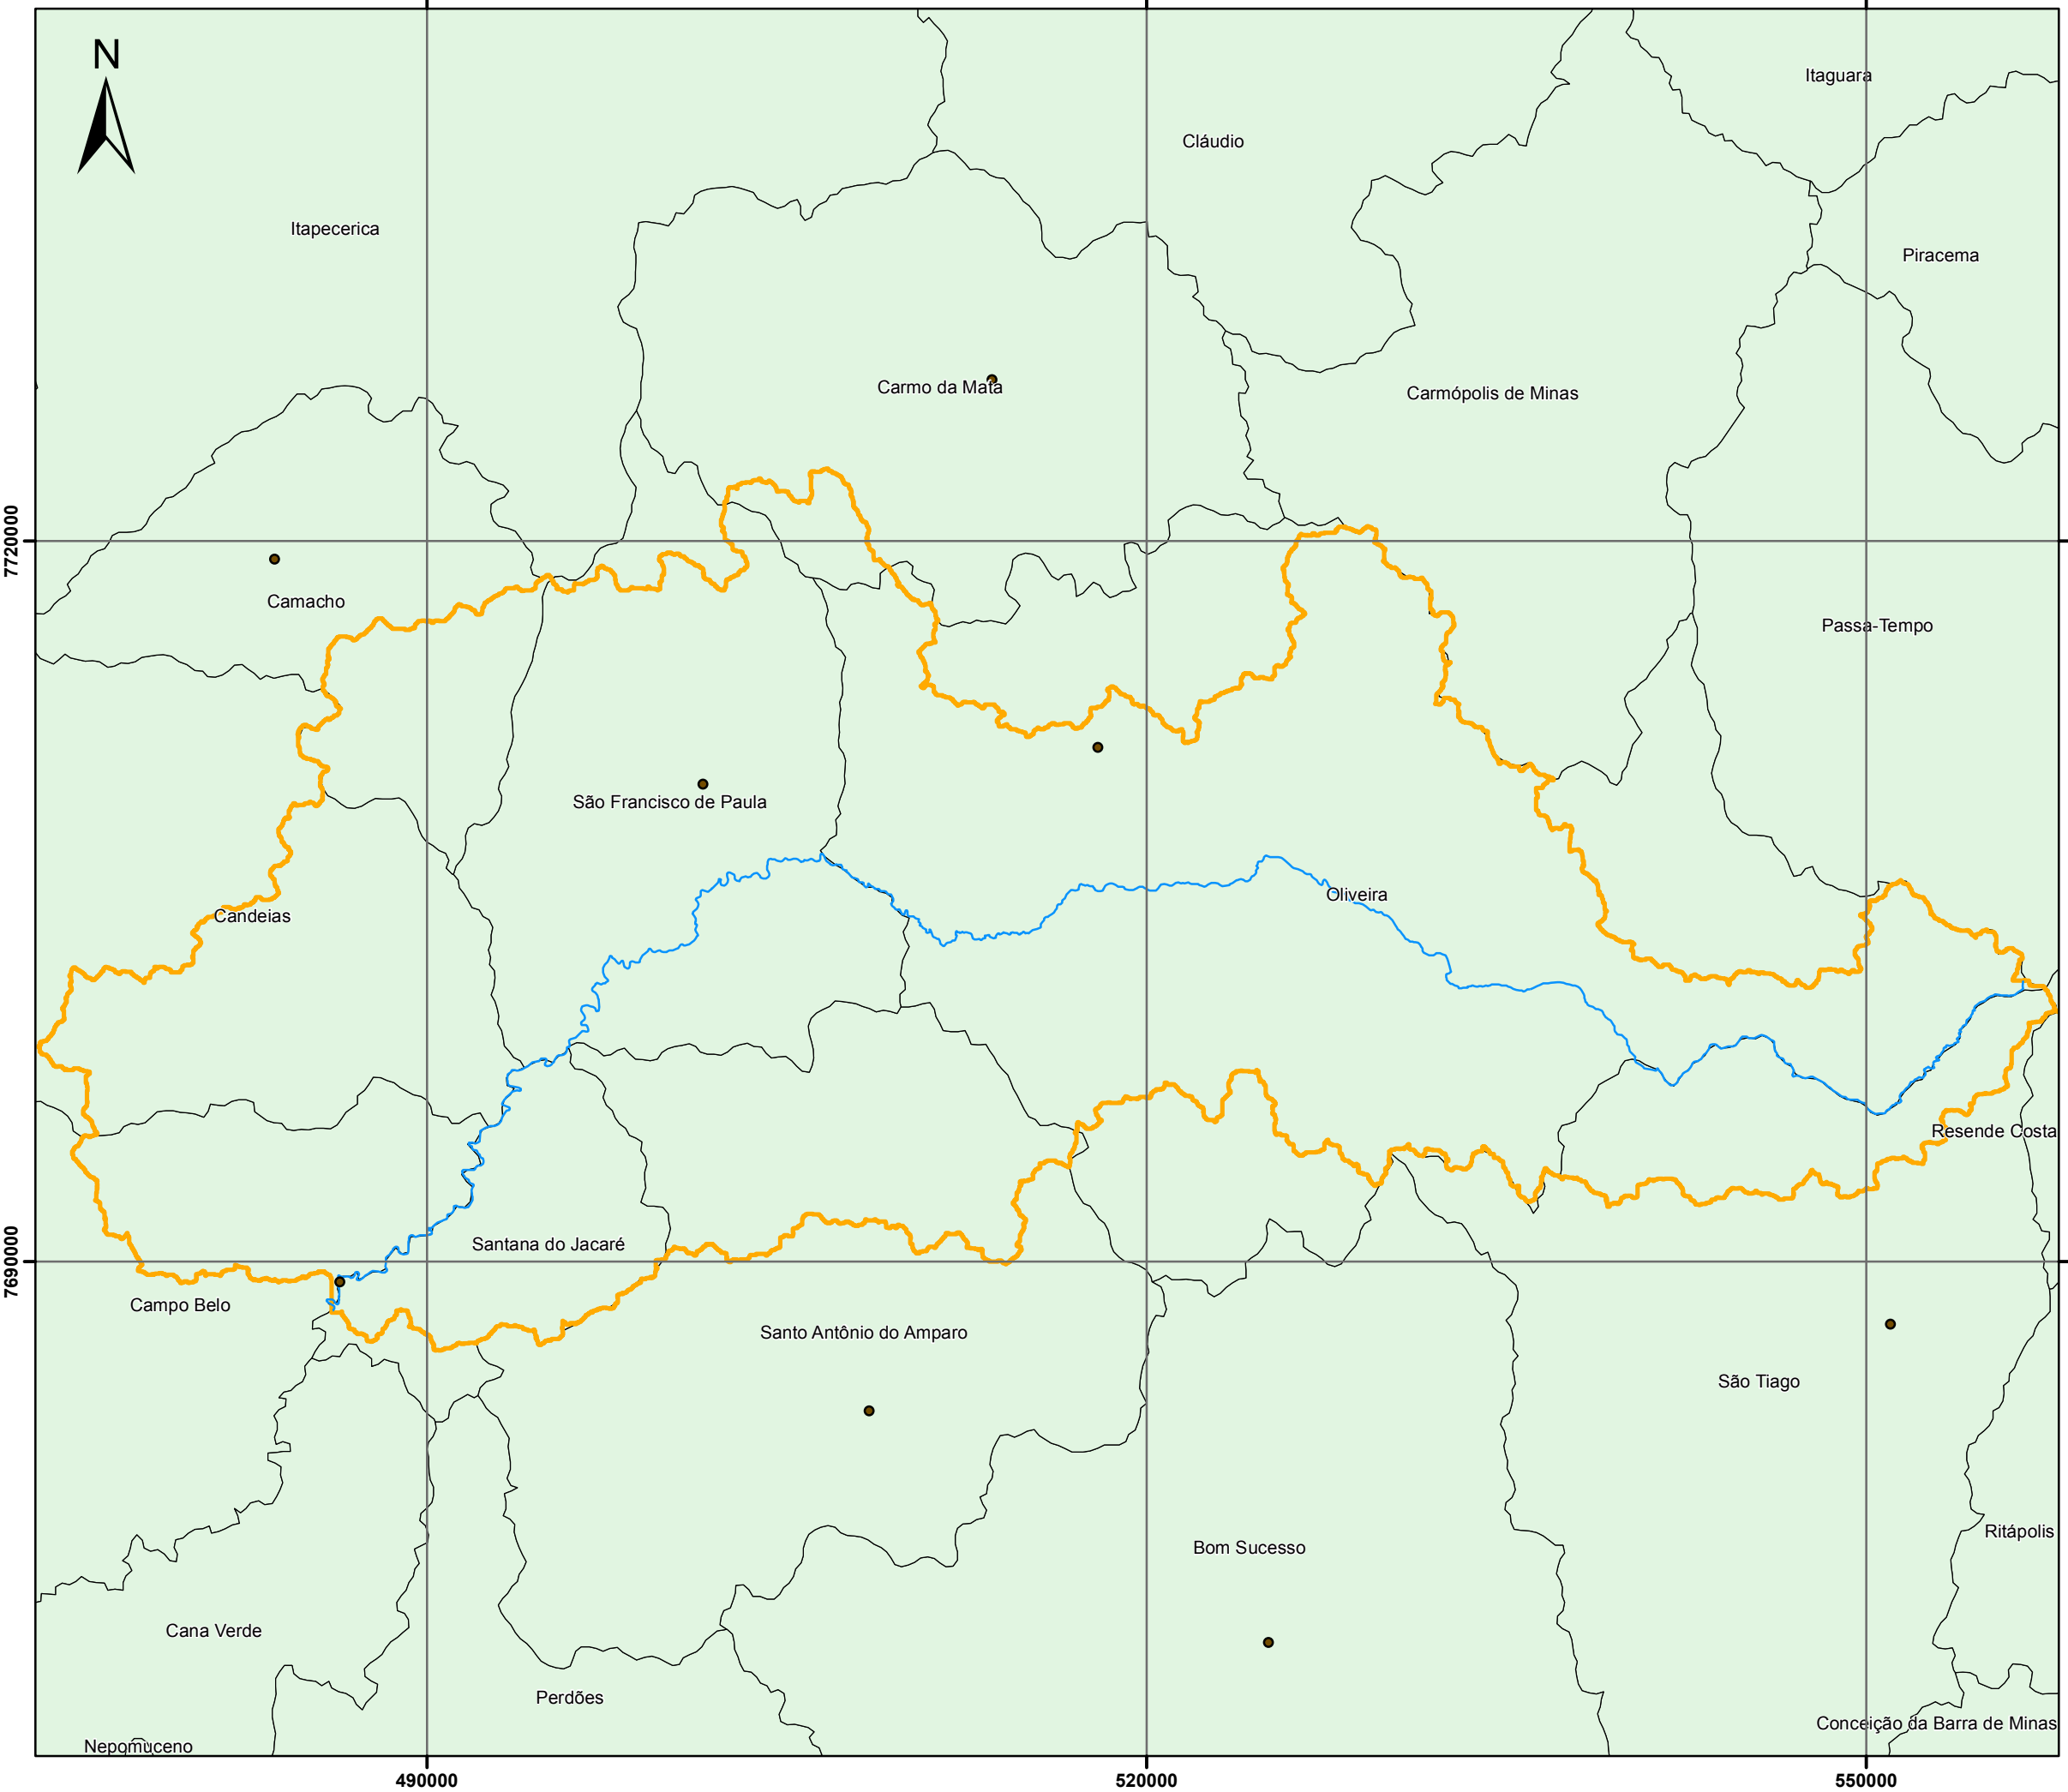 N
Itaguara
Cláudio
Itapecerica
Piracema
Carmo da Mata
Carmópolis de Minas
7720000
Camacho
Passa-Tempo
São Francisco de Paula
Oliveira
Candeias
Resende Costa
Santana do Jacaré
7690000
Campo Belo
Santo Antônio do Amparo
São Tiago
Ritápolis
Bom Sucesso
Cana Verde
Perdões
Conceição da Barra de Minas
Nepomuceno
490000
520000
550000